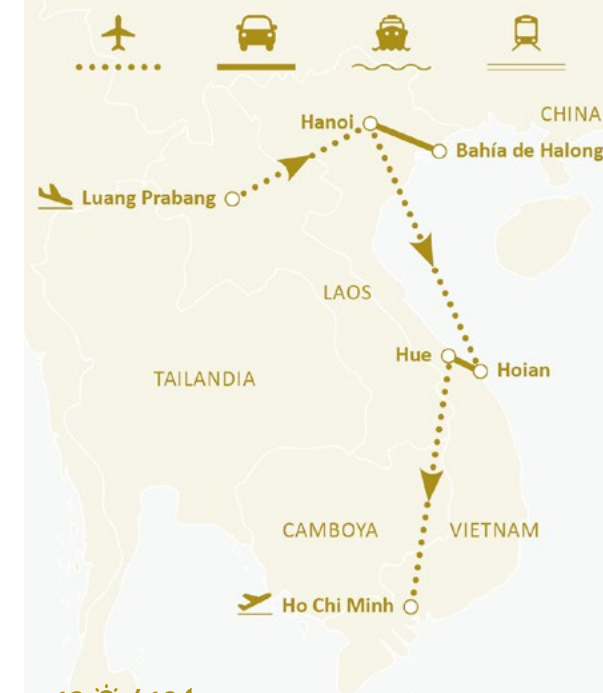 CHINA
Hanoi
Bahía de Halong
Luang Prabang
LAOS
Hue
Hoian
TAILANDIA
CAMBOYA
VIETNAM
Ho Chi Minh